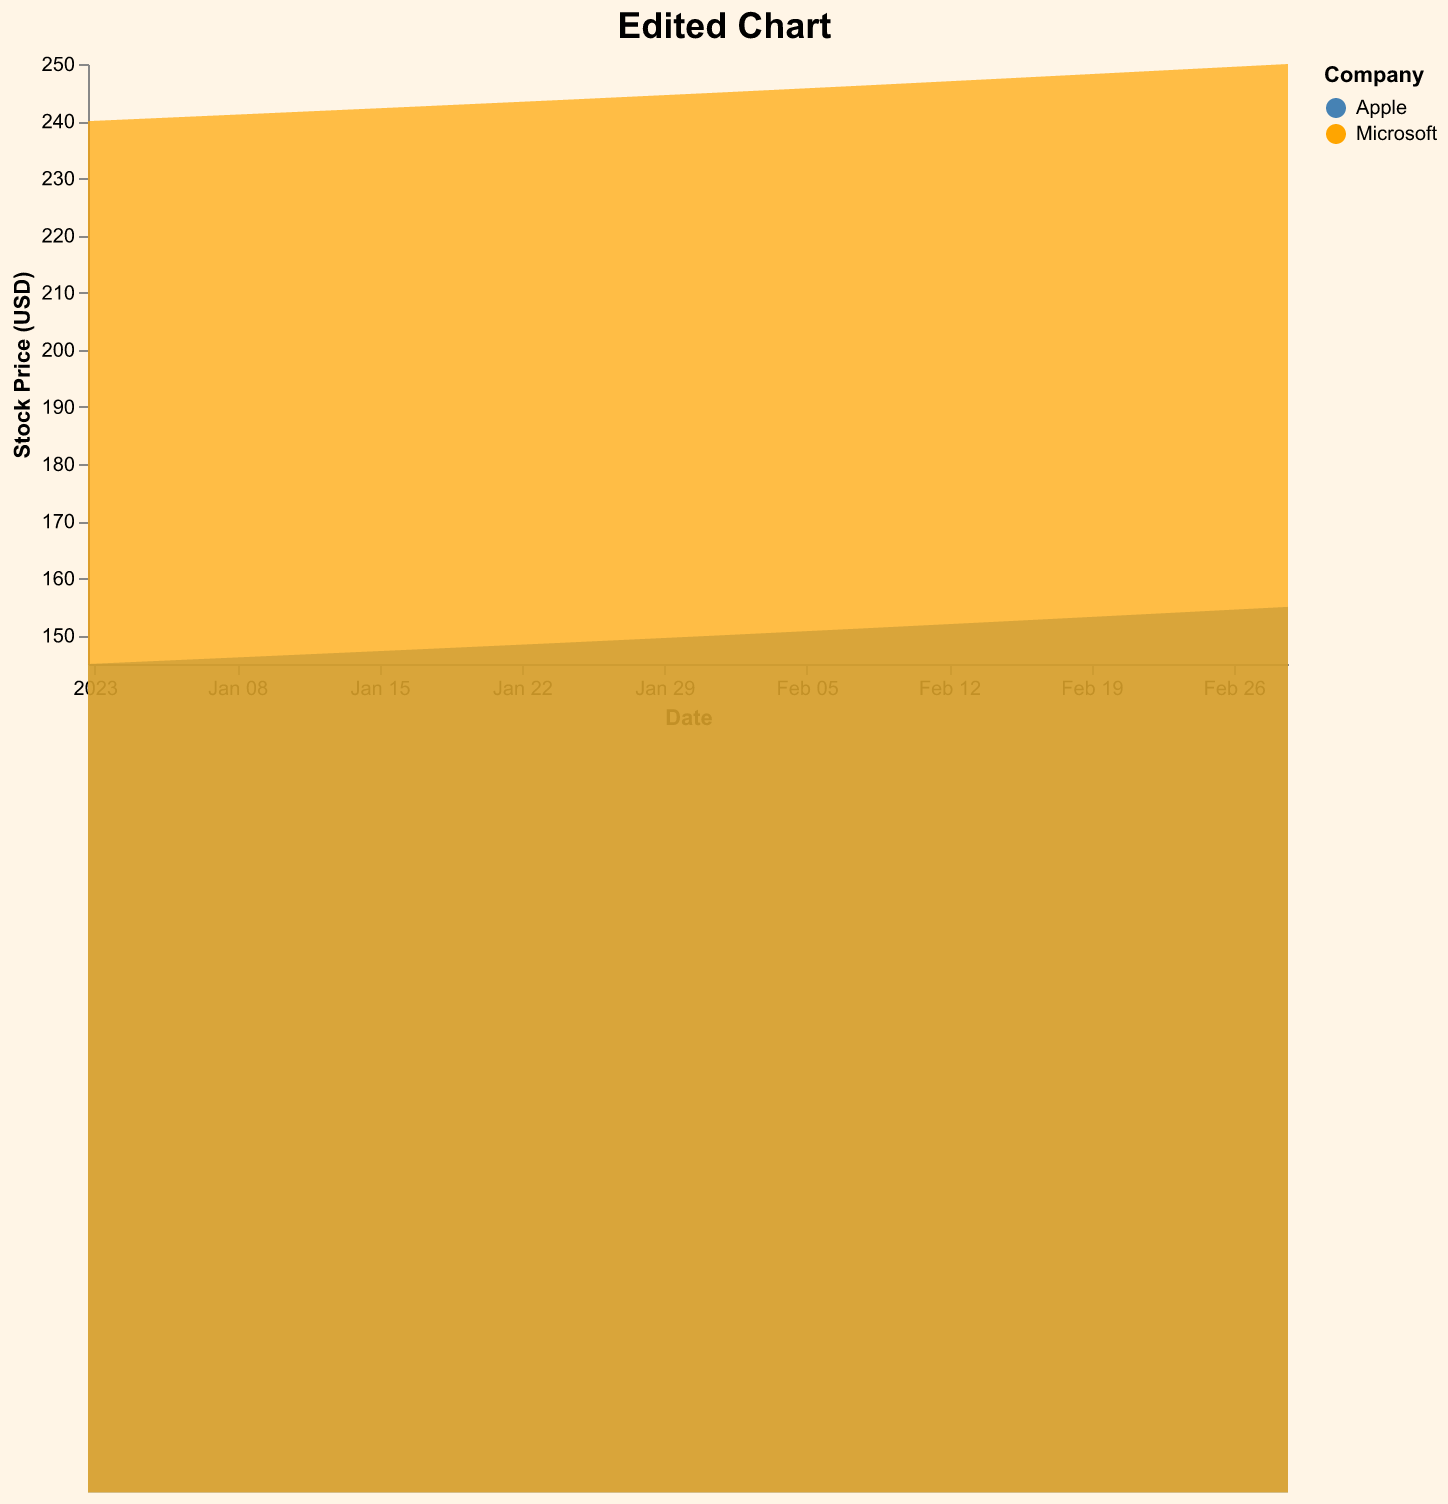 Edited Chart
250
240
230
220
210
200
190
180
170
160
150
Stock Price (USD)
2023 Jan 08 Jan 15 Jan 22 Jan 29 Feb 05 Feb 12 Feb 19 Feb 26
Date
Company
Apple
Microsoft